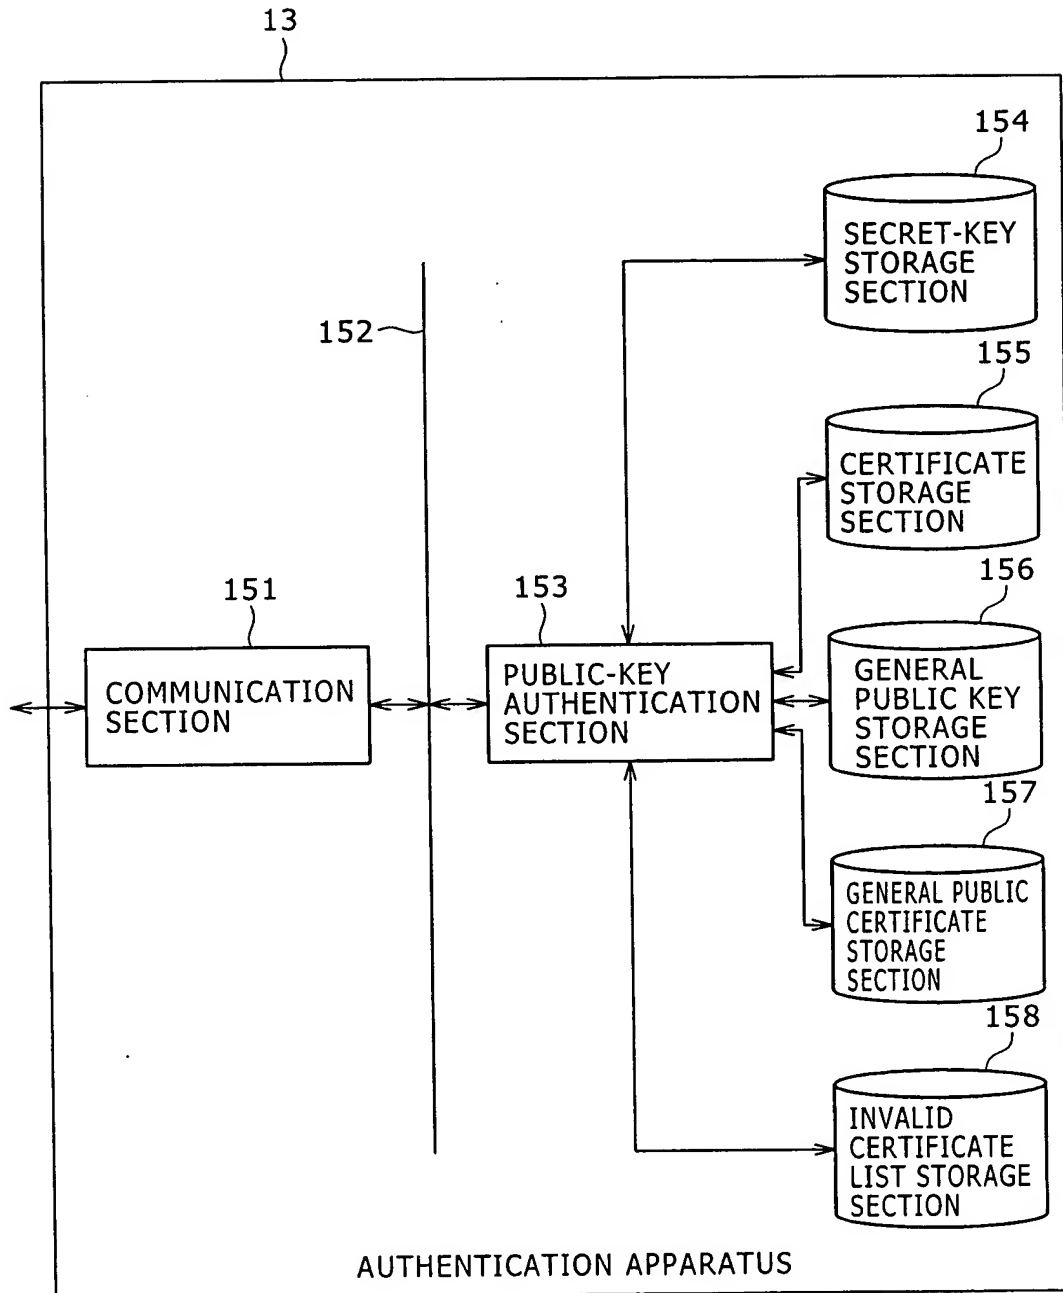 13
154
SECRET-KEY
STORAGE
SECTION
152
155
CERTIFICATE
STORAGE
SECTION
151
153
156
COMMUNICATION
SECTION
PUBLIC-KEY
AUTHENTICATION
SECTION
GENERAL
PUBLIC KEY
STORAGE
SECTION
157
GENERAL PUBLIC
CERTIFICATE
STORAGE
SECTION
158
INVALID
CERTIFICATE
LIST STORAGE
SECTION
AUTHENTICATION APPARATUS